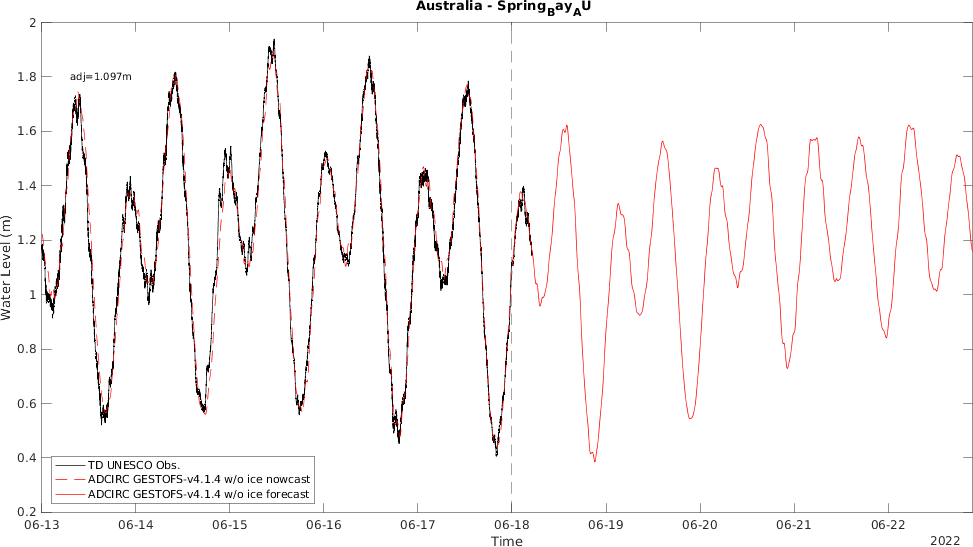 Australia - SpringBayAU
2
1.8
adj=1.097m
1.6
1.4
1.2
1
0.8
0.6
0.4
0.2
Water Level (m)
TD UNESCO Obs.
ADCIRC GESTOFS-v4.1.4 w/o ice nowcast
ADCIRC GESTOFS-v4.1.4 w/o ice forecast
06-13 06-14 06-15 06-16 06-17 06-18 06-19 06-20 06-21 06-22
Time
2022